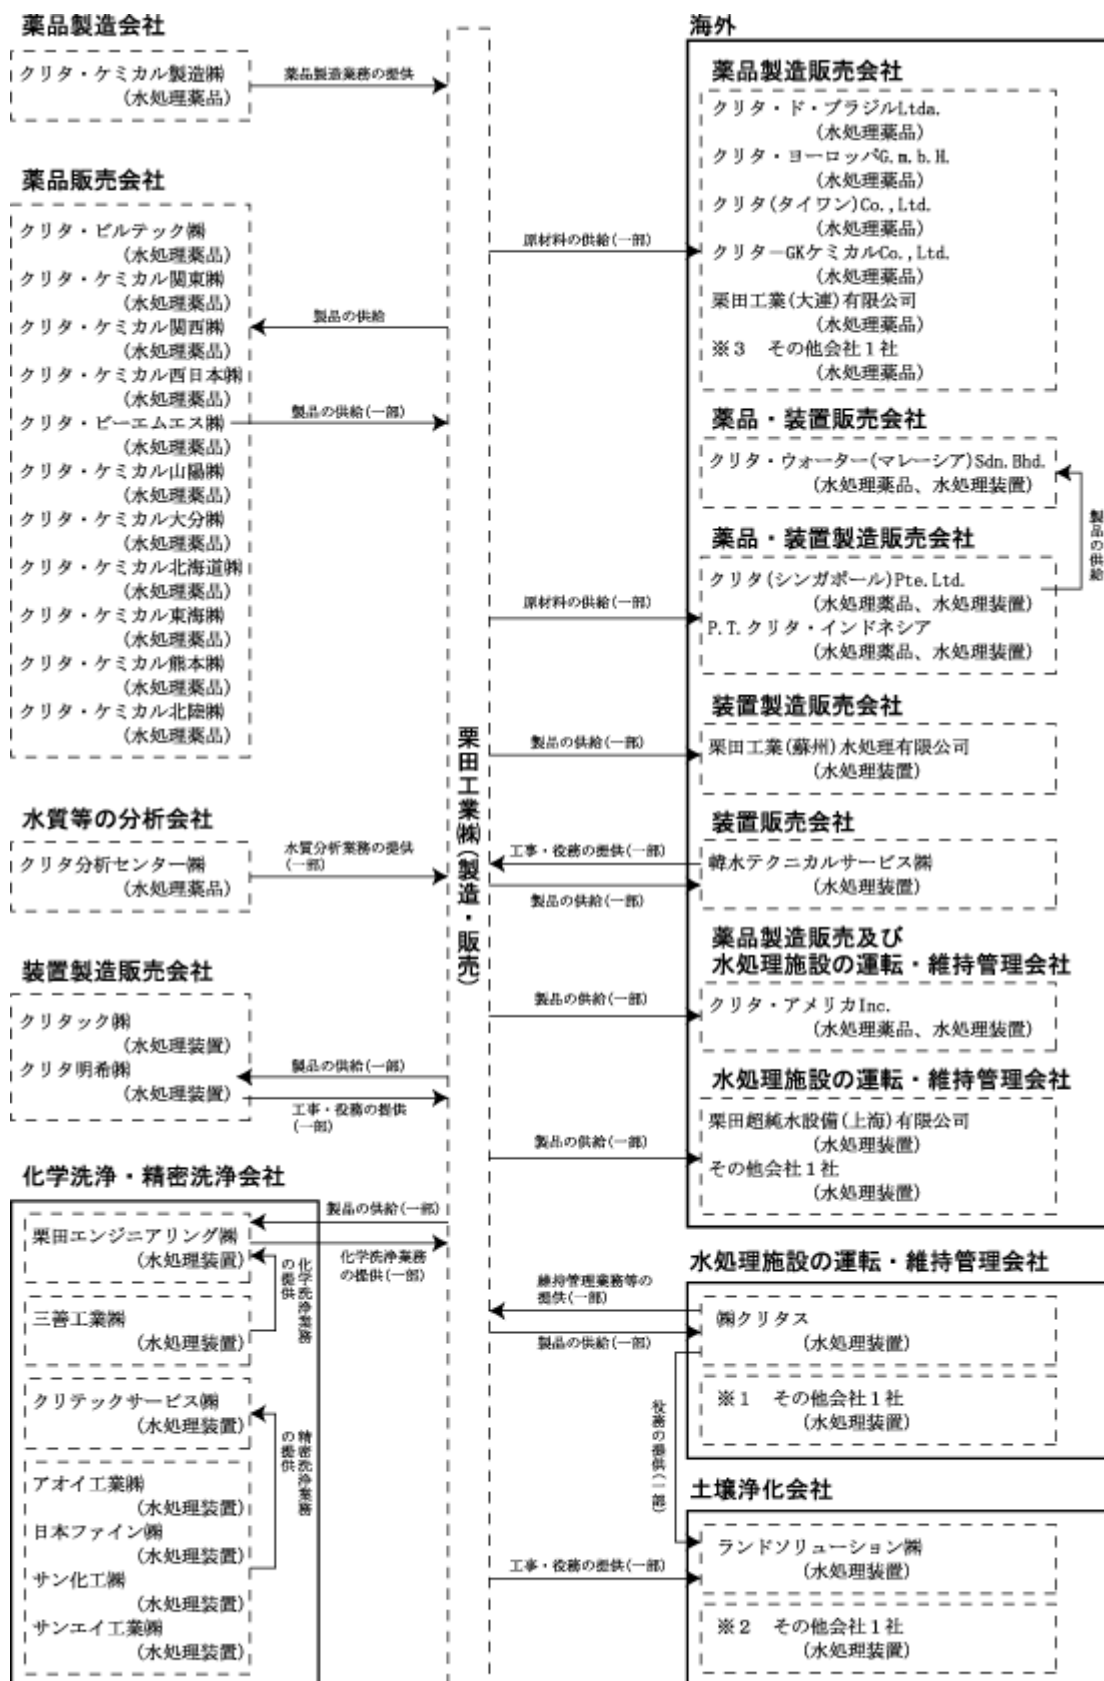 薬品製造会社
クリタ・ケミカル製造㈱
(水処理薬品)
薬品製造業務の提供
薬品販売会社
クリタ・ビルテック㈱
(水処理薬品)
クリタ・ケミカル関東㈱
(水処理薬品)
クリタ・ケミカル関西㈱
(水処理薬品)
クリタ・ケミカル西日本㈱
(水処理薬品)
クリタ・ビーエムエス㈱
(水処理薬品)
クリタ・ケミカル山陽㈱
(水処理薬品)
クリタ・ケミカル大分㈱
(水処理薬品)
クリタ・ケミカル北海道㈱
(水処理薬品)
クリタ・ケミカル東海㈱
(水処理薬品)
クリタ・ケミカル熊本㈱
(水処理薬品)
クリタ・ケミカル北陸㈱
(水処理薬品)
製品の供給
製品の供給(一部)
水質等の分析会社
クリタ分析センター㈱
(水処理薬品)
水質分析業務の提供
(一部)
装置製造販売会社
クリタック㈱
(水処理装置)
クリタ明希㈱
(水処理装置)
製品の供給(一部)
工事・役務の提供
(一部)
化学洗浄・精密洗浄会社
栗田エンジニアリング㈱
(水処理装置)
三善工業㈱
(水処理装置)
クリテックサービス㈱
(水処理装置)
アオイ工業㈱
(水処理装置)
日本ファイン㈱
(水処理装置)
サン化工㈱
(水処理装置)
サンエイ工業㈱
(水処理装置)
化学洗浄業務
の提供
精密洗浄業務
の提供
製品の供給(一部)
化学洗浄業務
の提供(一部)
栗田工業㈱(製造・販売)
海外
薬品製造販売会社
クリタ・ド・ブラジルLtda.
(水処理薬品)
クリタ・ヨーロッパG.m.b.H.
(水処理薬品)
クリタ(タイワン)Co.,Ltd.
(水処理薬品)
クリターGKケミカルCo.,Ltd.
(水処理薬品)
栗田工業(大連)有限公司
(水処理薬品)
※3 その他会社1社
(水処理薬品)
原材料の供給(一部)
薬品・装置販売会社
クリタ・ウォーター(マレーシア)Sdn.Bhd.
(水処理薬品、水処理装置)
製品の供給
薬品・装置製造販売会社
クリタ(シンガポール)Pte.Ltd.
(水処理薬品、水処理装置)
P.T.クリタ・インドネシア
(水処理薬品、水処理装置)
原材料の供給(一部)
装置製造販売会社
栗田工業(蘇州)水処理有限公司
(水処理装置)
製品の供給(一部)
装置販売会社
韓水テクニカルサービス㈱
(水処理装置)
工事・役務の提供(一部)
製品の供給(一部)
薬品製造販売及び
水処理施設の運転・維持管理会社
クリタ・アメリカInc.
(水処理薬品、水処理装置)
製品の供給(一部)
水処理施設の運転・維持管理会社
栗田超純水設備(上海)有限公司
(水処理装置)
その他会社1社
(水処理装置)
製品の供給(一部)
水処理施設の運転・維持管理会社
㈱クリタス
(水処理装置)
※1 その他会社1社
(水処理装置)
維持管理業務等の
提供(一部)
製品の供給(一部)
役務の提供(一部)
土壌浄化会社
ランドソリューション㈱
(水処理装置)
※2 その他会社1社
(水処理装置)
工事・役務の提供(一部)